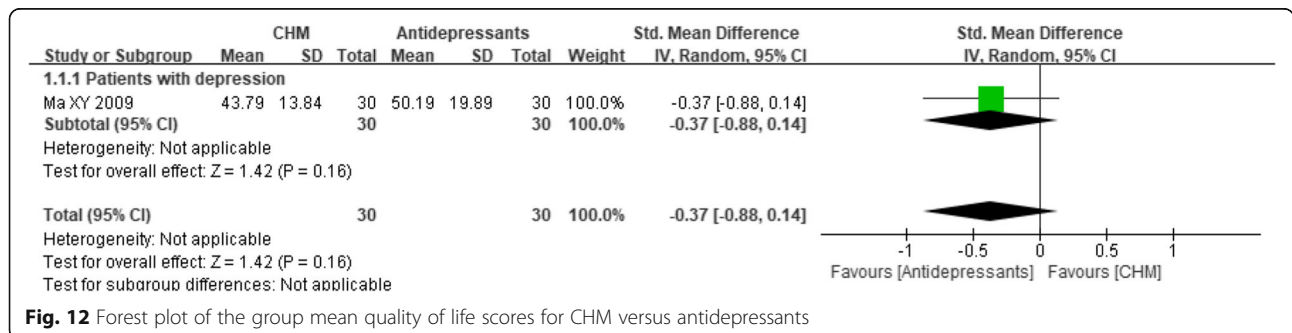 CHM Antidepressants Std. Mean Difference Std. Mean Difference
Study or Subgroup Mean SD Total Mean SD Total Weight IV, Random, 95% CI IV, Random, 95% CI
1.1.1 Patients with depression
Ma XY 2009 43.79 13.84 30 50.19 19.89 30 100.0% -0.37 [-0.88, 0.14]
Subtotal (95% CI) 30 30 100.0% -0.37 [-0.88, 0.14]
Heterogeneity: Not applicable
Test for overall effect: Z = 1.42 (P = 0.16)
Total (95% CI) 30 30 100.0% -0.37 [-0.88, 0.14]
Heterogeneity: Not applicable
Test for overall effect: Z = 1.42 (P = 0.16)
Test for subgroup differences: Not applicable
-1 -0.5 0 0.5 1
Favours [Antidepressants] Favours [CHM]
Fig. 12 Forest plot of the group mean quality of life scores for CHM versus antidepressants